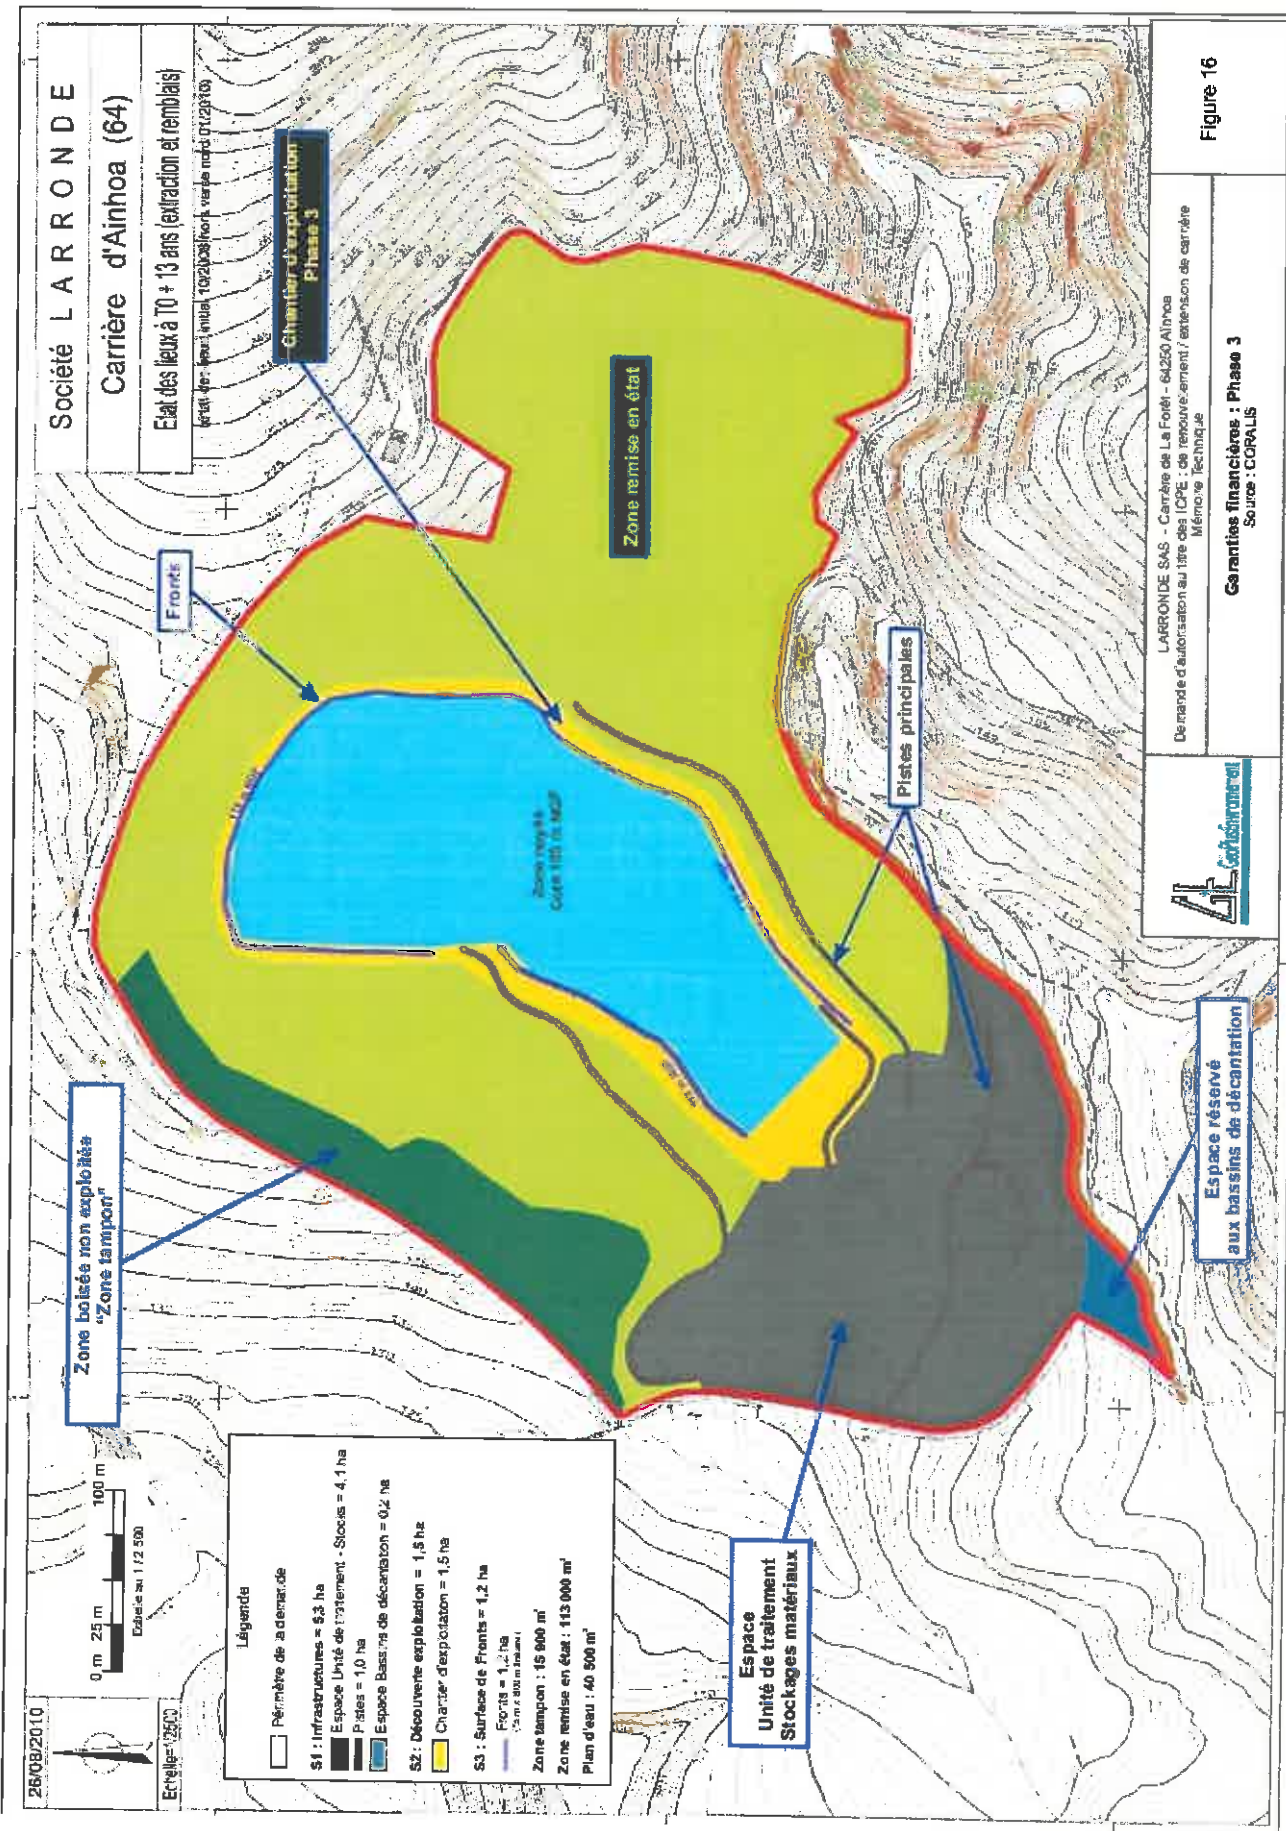 Société LARRONDE
Carrière d'Ainhoa (64)
Etat des lieux à T0 + 13 ans (extraction et remblais)
Chantier d'exploitation
Phase 3
Fronts
Zone remise en état
Pistes principales
Zone boisée non exploitée
"Zone tampon"
Espace réservé
aux bassins de décantation
Espace
Unité de traitement
Stockages matériaux
26/08/2010
Echelle=1/2500
0 m 25 m 100 m
Echelle au 1 / 2 500
Légende
Périmètre de la demande
S1 : Infrastructures = 5,3 ha
Espace Unité de traitement - Stocks = 4,1 ha
Pistes = 1,0 ha
Espace Bassins de décantation = 0,2 ha
S2 : Découverte exploitation = 1,5 ha
Chantier d'exploitation = 1,5 ha
S3 : Surface de Fronts = 1,2 ha
Fronts = 1,2 ha
Zone tampon : 15 900 m²
Zone remise en état : 113 000 m²
Plan d'eau : 40 500 m²
LARRONDE SAS - Carrière de La Forêt - 64250 Aïnhoa
Demande d'autorisation au titre des ICPE de renouvellement / extension de carrière
Mémoire Technique
Garanties financières : Phase 3
Source : CORALIS
Figure 16